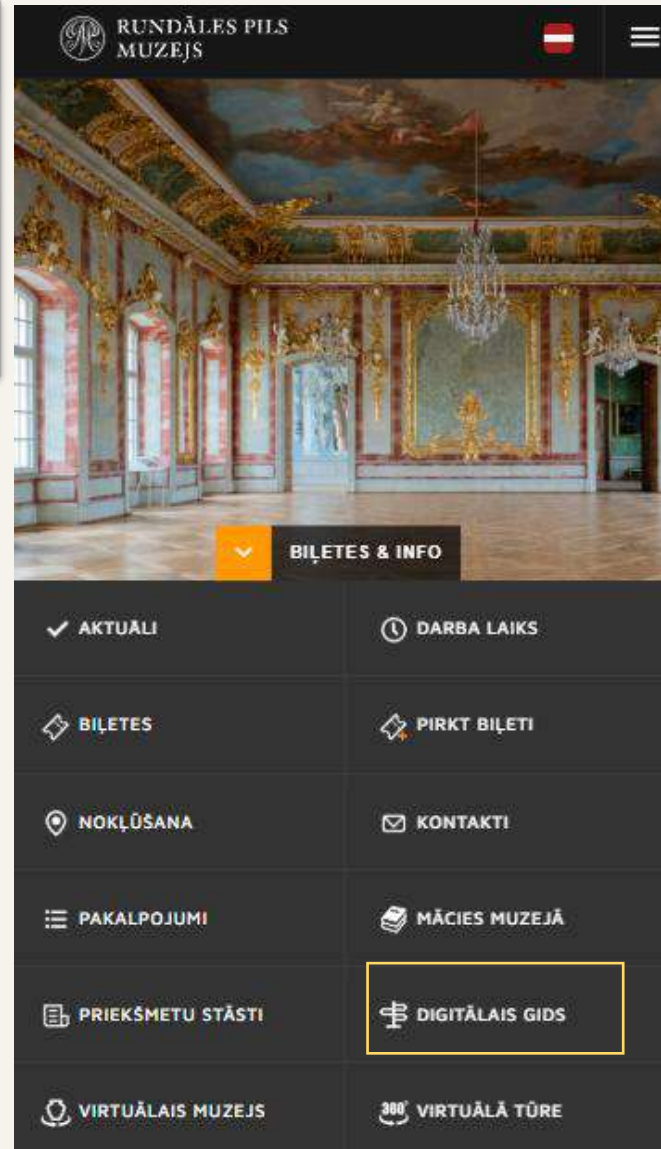 RUNDĀLES PILS
MUZEJS
BIĻETES & INFO
AKTUĀLI
DARBA LAIKS
BIĻETES
PIRKT BIĻETI
NOKĻŪŠANA
KONTAKTI
PAKALPOJUMI
MĀCIES MUZEJĀ
PRIEKŠMETU STĀSTI
DIGITĀLAIS GIDS
VIRTUĀLAIS MUZEJS
360°
VIRTUĀLĀ TŪRE